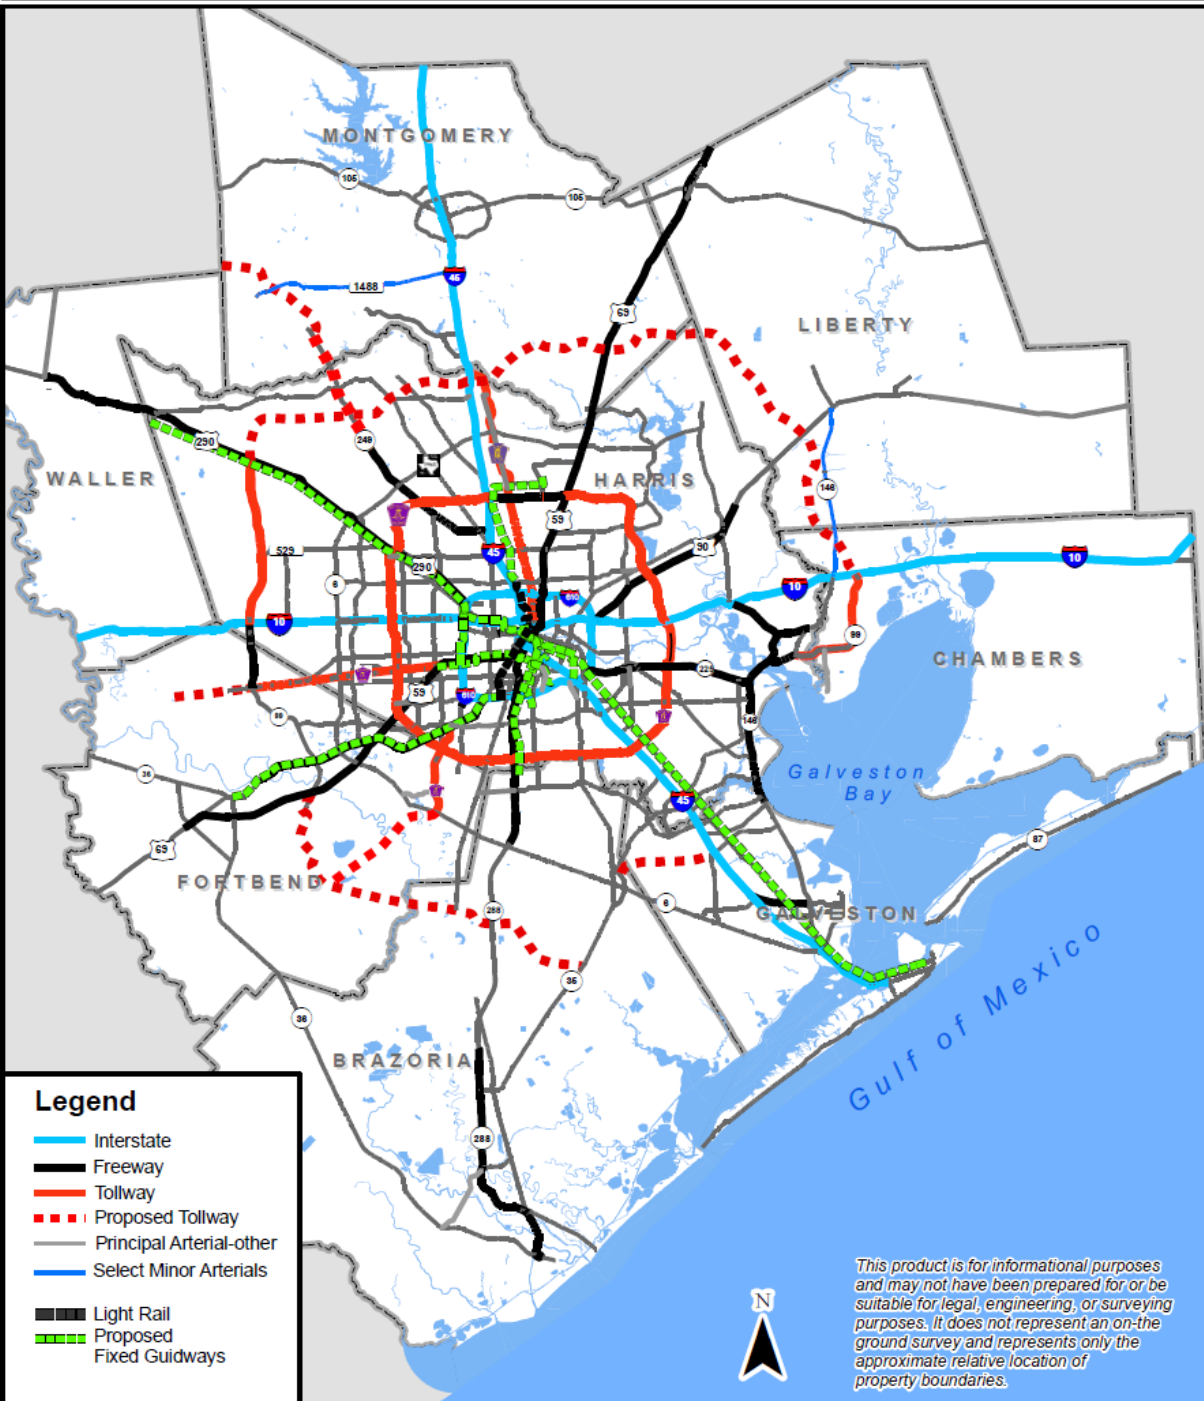 MONTGOMERY
105
105
45
1488
69
LIBERTY
290
249
WALLER
HARRIS
146
59
529
45
90
290
10
6
10
610
10
99
CHAMBERS
225
59
610
99
146
36
Galveston
Bay
45
87
69
FORTBEND
6
288
GALVESTON
35
36
Gulf of Mexico
BRAZORIA
288
Legend
Interstate
Freeway
Tollway
Proposed Tollway
Principal Arterial-other
Select Minor Arterials
Light Rail
Proposed
Fixed Guidways
N
This product is for informational purposes
and may not have been prepared for or be
suitable for legal, engineering, or surveying
purposes. It does not represent an on-the
ground survey and represents only the
approximate relative location of
property boundaries.